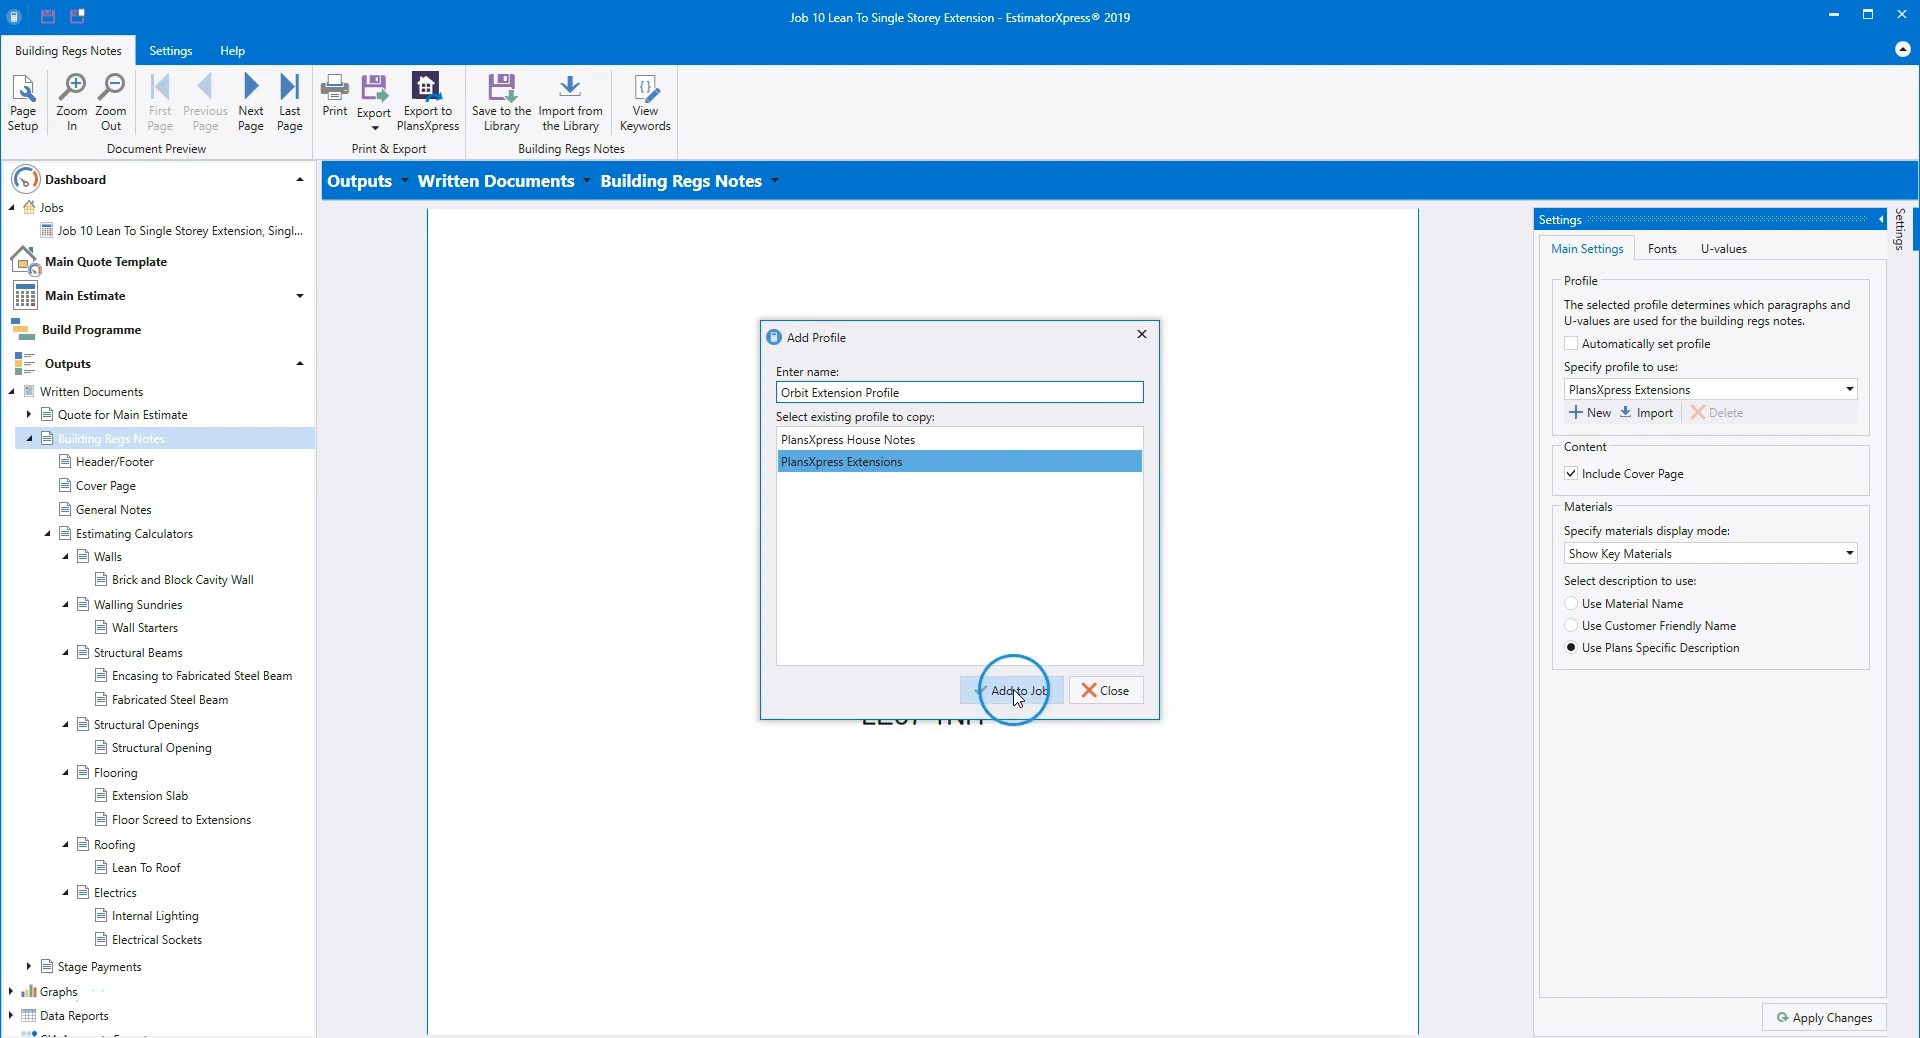 Job 10 Lean To Single Storey Extension - EstimatorXpress® 2019
Building Regs Notes
Settings
Help
Page Setup
Zoom In
Zoom Out
First Page
Previous Page
Next Page
Last Page
Document Preview
Print
Export
Export to PlansXpress
Print & Export
Save to the Library
Import from the Library
View Keywords
Building Regs Notes
Dashboard
Jobs
Job 10 Lean To Single Storey Extension, Singl...
Main Quote Template
Main Estimate
Build Programme
Outputs
Written Documents
Quote for Main Estimate
Building Regs Notes
Header/Footer
Cover Page
General Notes
Estimating Calculators
Walls
Brick and Block Cavity Wall
Walling Sundries
Wall Starters
Structural Beams
Encasing to Fabricated Steel Beam
Fabricated Steel Beam
Structural Openings
Structural Opening
Flooring
Extension Slab
Floor Screed to Extensions
Roofing
Lean To Roof
Electrics
Internal Lighting
Electrical Sockets
Stage Payments
Graphs
Data Reports
Outputs Written Documents Building Regs Notes
Add Profile
Enter name:
Orbit Extension Profile
Select existing profile to copy:
PlansXpress House Notes
PlansXpress Extensions
Add to Job
Close
Settings
Settings
Main Settings
Fonts
U-values
Profile
The selected profile determines which paragraphs and
U-values are used for the building regs notes.
Automatically set profile
Specify profile to use:
PlansXpress Extensions
New
Import
Delete
Content
Include Cover Page
Materials
Specify materials display mode:
Show Key Materials
Select description to use:
Use Material Name
Use Customer Friendly Name
Use Plans Specific Description
Apply Changes